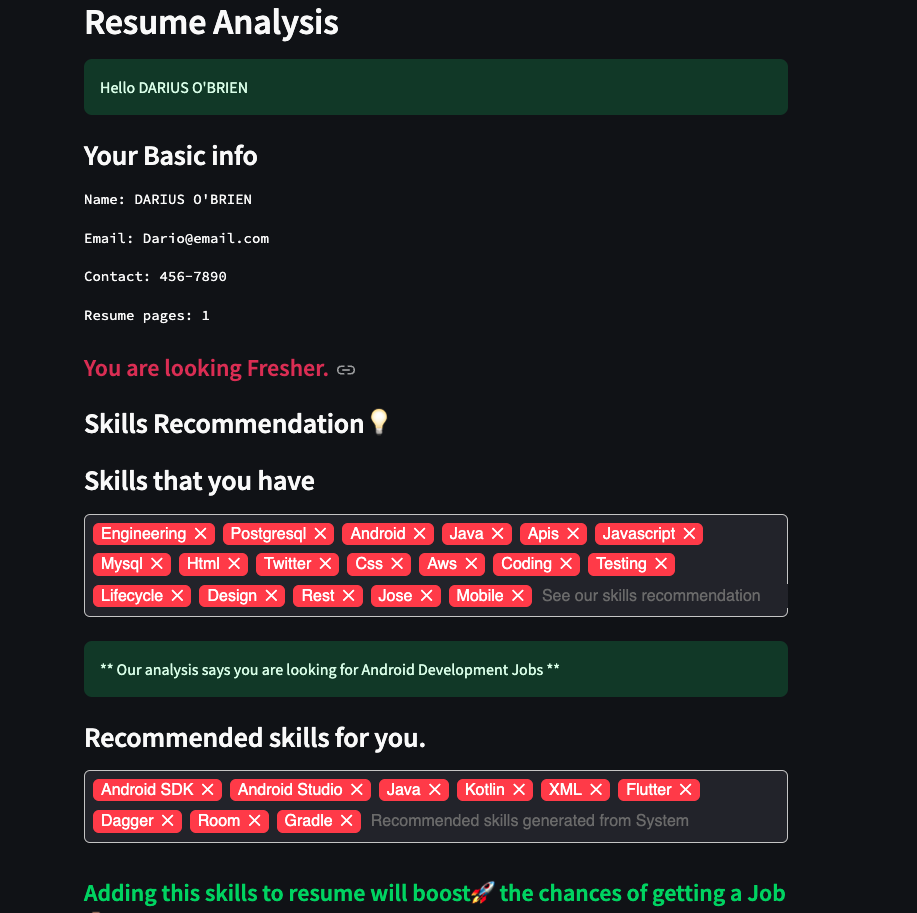 Resume Analysis
Hello DARIUS O'BRIEN
Your Basic info
Name: DARIUS O'BRIEN
Email: Dario@email.com
Contact: 456-7890
Resume pages: 1
You are looking Fresher.
Skills Recommendation💡
Skills that you have
Engineering × Postgresql × Android × Java × Apis × Javascript ×
Mysql × Html × Twitter × Css × Aws × Coding × Testing ×
Lifecycle × Design × Rest × Jose × Mobile × See our skills recommendation
** Our analysis says you are looking for Android Development Jobs **
Recommended skills for you.
Android SDK × Android Studio × Java × Kotlin × XML × Flutter ×
Dagger × Room × Gradle × Recommended skills generated from System
Adding this skills to resume will boost🚀 the chances of getting a Job